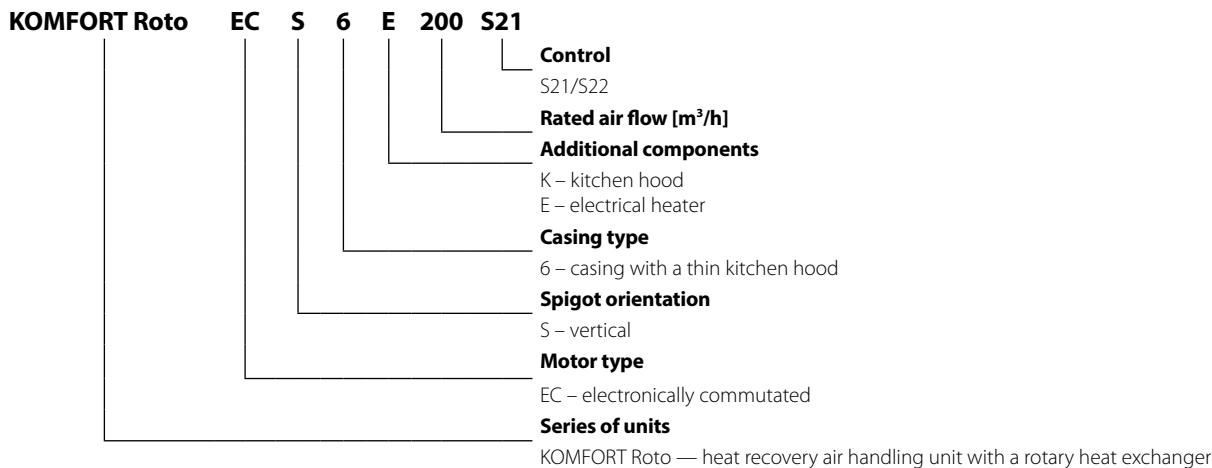 KOMFORT Roto EC S 6 E 200 S21
Control
S21/S22
Rated air flow [m³/h]
Additional components
K – kitchen hood
E – electrical heater
Casing type
6 – casing with a thin kitchen hood
Spigot orientation
S – vertical
Motor type
EC – electronically commutated
Series of units
KOMFORT Roto — heat recovery air handling unit with a rotary heat exchanger